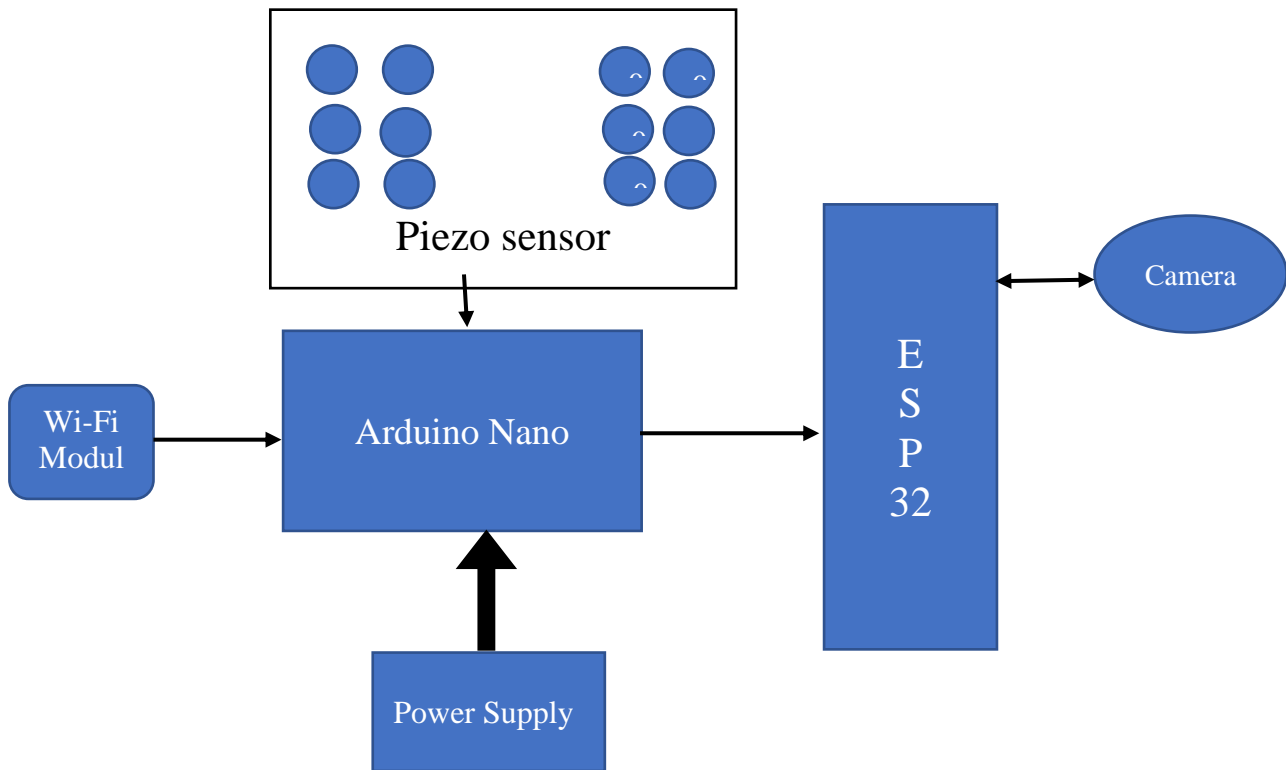 Piezo sensor
Wi-Fi
Modul
Arduino Nano
E
S
P
32
Camera
Power Supply